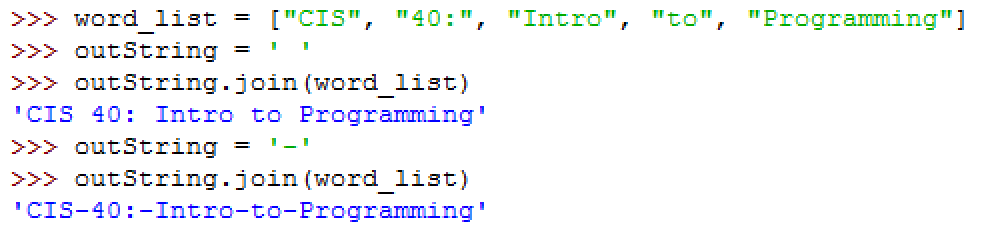 >>> word_list = ["CIS", "40:", "Intro", "to", "Programming"]
>>> outString = ' '
>>> outString.join(word_list)
'CIS 40: Intro to Programming'
>>> outString = '-'
>>> outString.join(word_list)
'CIS-40:-Intro-to-Programming'